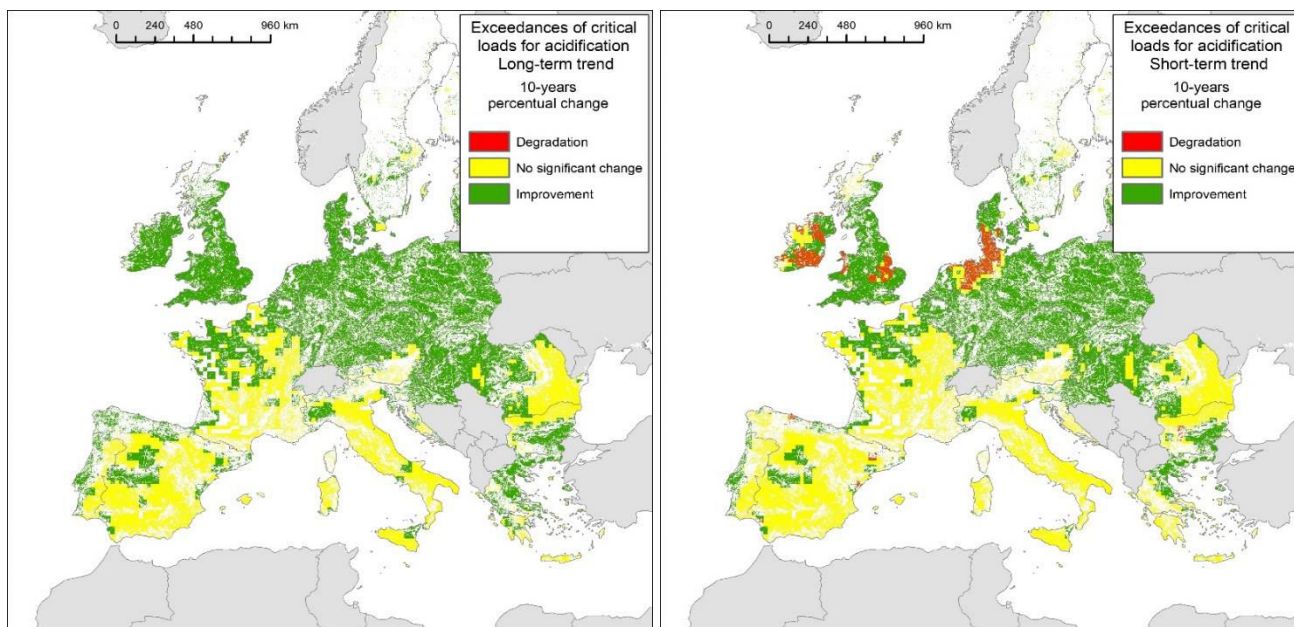 0 240 480 960 km
Exceedances of critical
loads for acidification
Long-term trend
10-years
percentual change
Degradation
No significant change
Improvement
0 240 480 960 km
Exceedances of critical
loads for acidification
Short-term trend
10-years
percentual change
Degradation
No significant change
Improvement